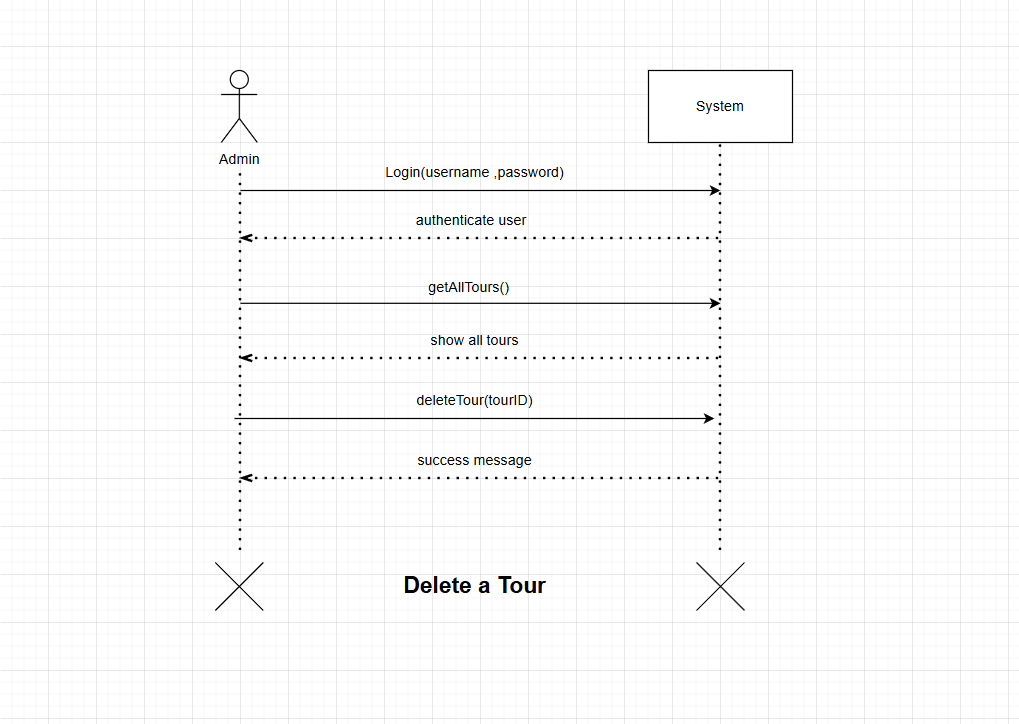 System
Admin
Login(username ,password)
authenticate user
getAllTours()
show all tours
deleteTour(tourID)
success message
Delete a Tour